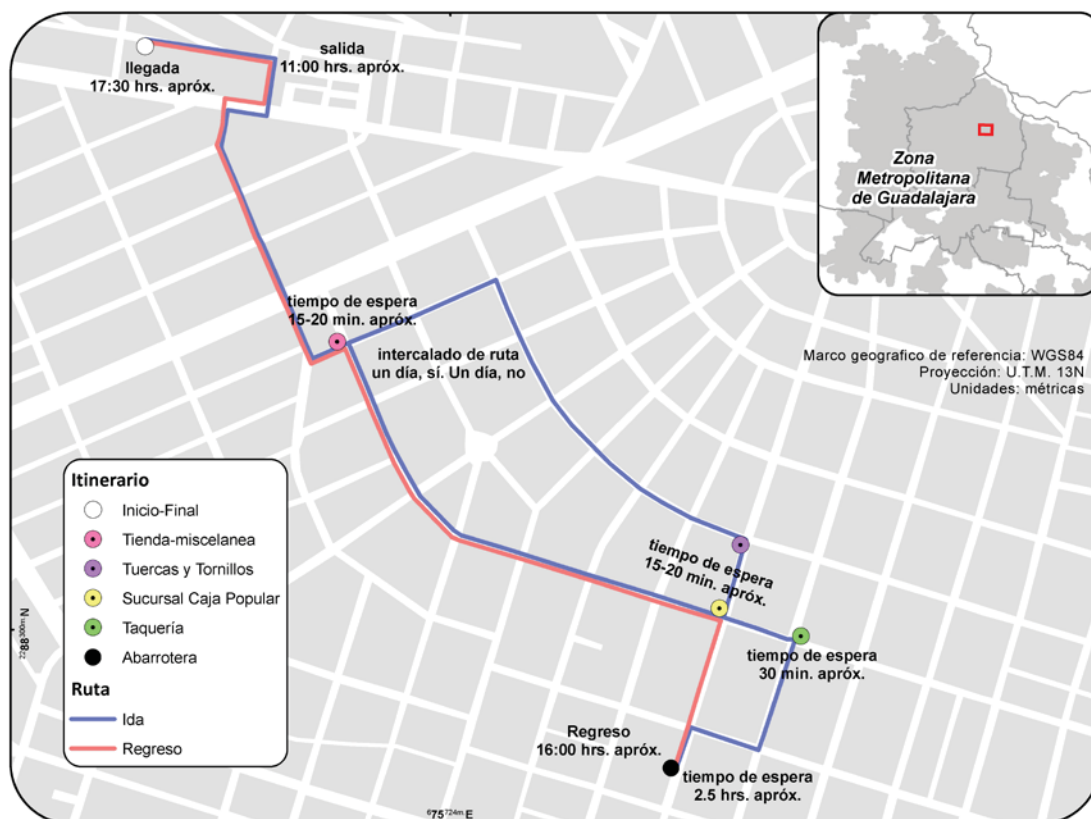 salida
11:00 hrs. apróx.
llegada
17:30 hrs. apróx.
Zona
Metropolitana
de Guadalajara
tiempo de espera
15-20 min. apróx.
intercalado de ruta
un día, sí. Un día, no
Marco geografico de referencia: WGS84
Proyección: U.T.M. 13N
Unidades: métricas
Itinerario
Inicio-Final
Tienda-miscelanea
Tuercas y Tornillos
Sucursal Caja Popular
Taquería
Abarrotera
Ruta
Ida
Regreso
tiempo de espera
15-20 min. apróx.
tiempo de espera
30 min. apróx.
Regreso
16:00 hrs. apróx.
tiempo de espera
2.5 hrs. apróx.
2288300m N
675724m E